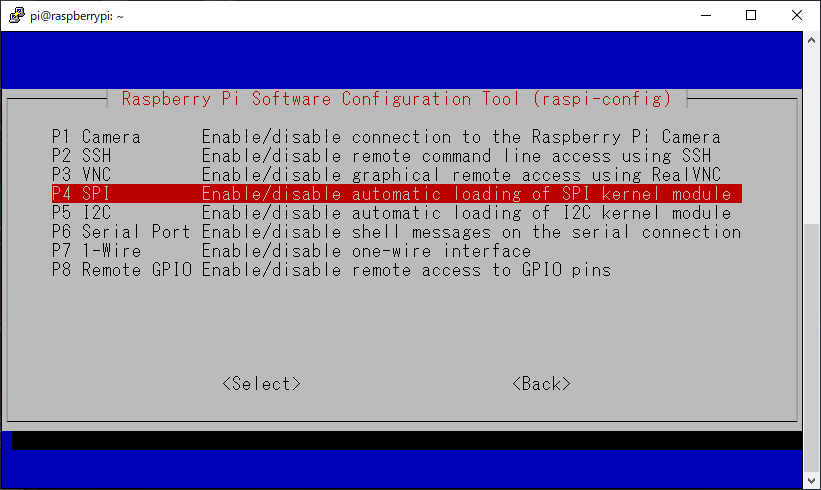 pi@raspberrypi: ~
Raspberry Pi Software Configuration Tool (raspi-config)
P1 Camera Enable/disable connection to the Raspberry Pi Camera
P2 SSH Enable/disable remote command line access using SSH
P3 VNC Enable/disable graphical remote access using RealVNC
P4 SPI Enable/disable automatic loading of SPI kernel module
P5 I2C Enable/disable automatic loading of I2C kernel module
P6 Serial Port Enable/disable shell messages on the serial connection
P7 1-Wire Enable/disable one-wire interface
P8 Remote GPIO Enable/disable remote access to GPIO pins
<Select> <Back>